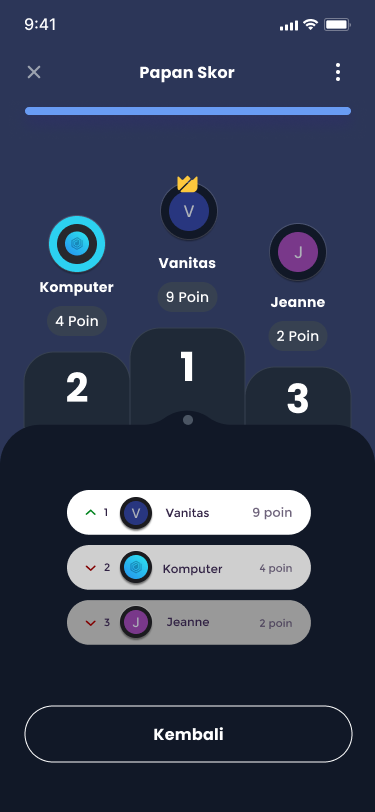 9:41
Papan Skor
V
Vanitas
9 Poin
Komputer
4 Poin
J
Jeanne
2 Poin
1
2
3
1 V Vanitas 9 poin
2 Komputer 4 poin
3 J Jeanne 2 poin
Kembali